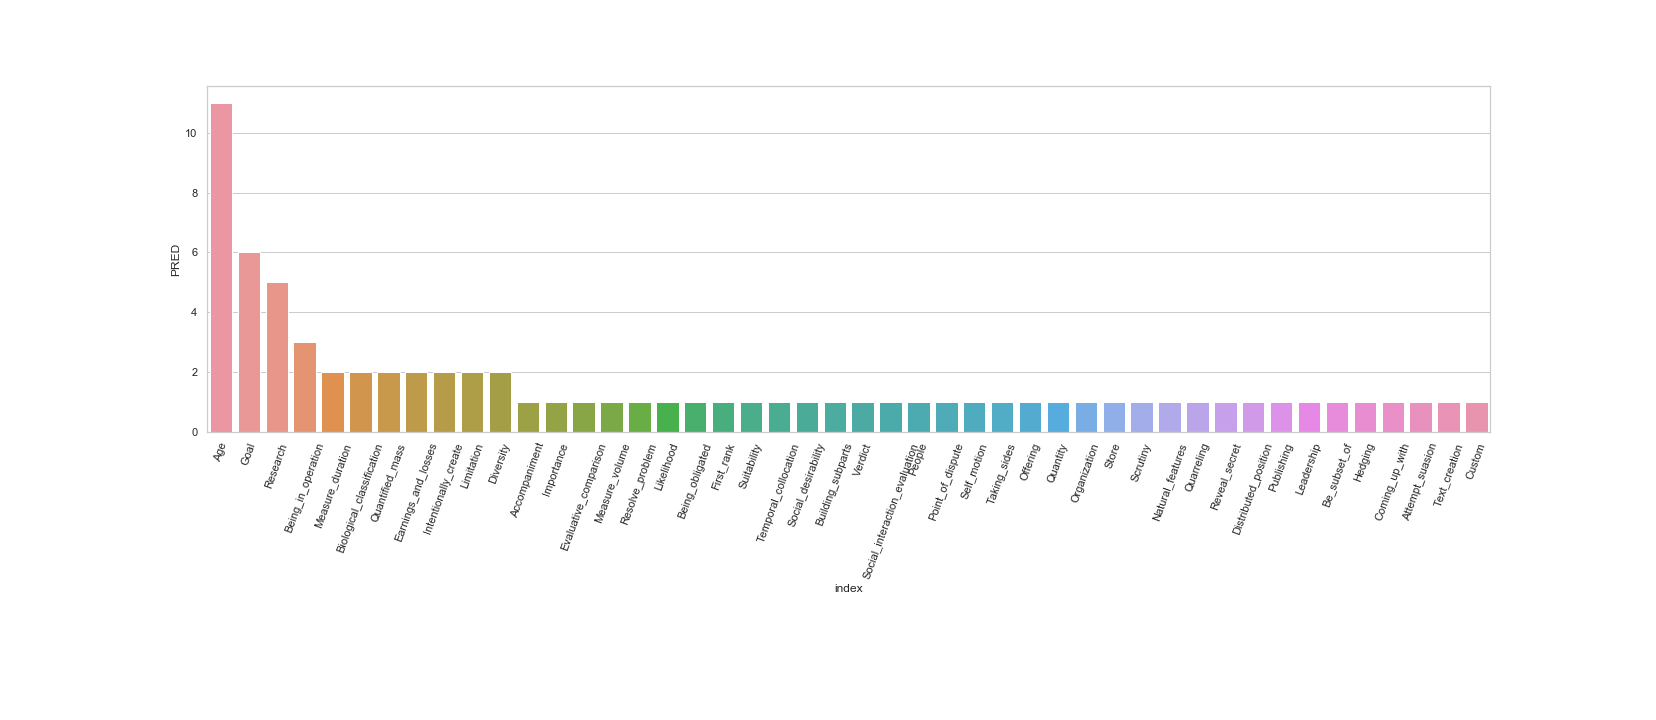 10
8
6
4
2
0
PRED
Age
Goal
Research
Being_in_operation
Measure_duration
Biological_classification
Quantified_mass
Earnings_and_losses
Intentionally_create
Limitation
Diversity
Accompaniment
Importance
Evaluative_comparison
Measure_volume
Resolve_problem
Likelihood
Being_obligated
First_rank
Suitability
Temporal_collocation
Social_desirability
Building_subparts
Verdict
Social_interaction_evaluation
People
Point_of_dispute
Self_motion
Taking_sides
Offering
Quantity
Organization
Store
Scrutiny
Natural_features
Quarreling
Reveal_secret
Distributed_position
Publishing
Leadership
Be_subset_of
Hedging
Coming_up_with
Attempt_suasion
Text_creation
Custom
index